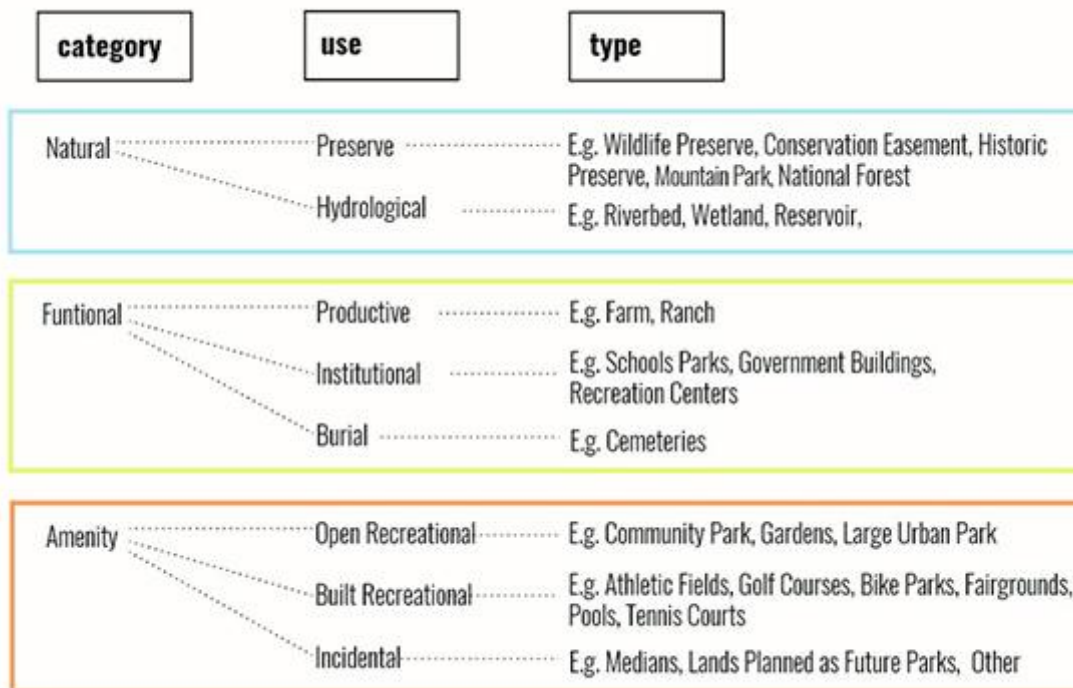 category use type
Natural Preserve E.g. Wildlife Preserve, Conservation Easement, Historic
Preserve, Mountain Park, National Forest
Hydrological E.g. Riverbed, Wetland, Reservoir,
Funtional Productive E.g. Farm, Ranch
Institutional E.g. Schools Parks, Government Buildings,
Recreation Centers
Burial E.g. Cemeteries
Amenity Open Recreational E.g. Community Park, Gardens, Large Urban Park
Built Recreational E.g. Athletic Fields, Golf Courses, Bike Parks, Fairgrounds,
Pools, Tennis Courts
Incidental E.g. Medians, Lands Planned as Future Parks, Other